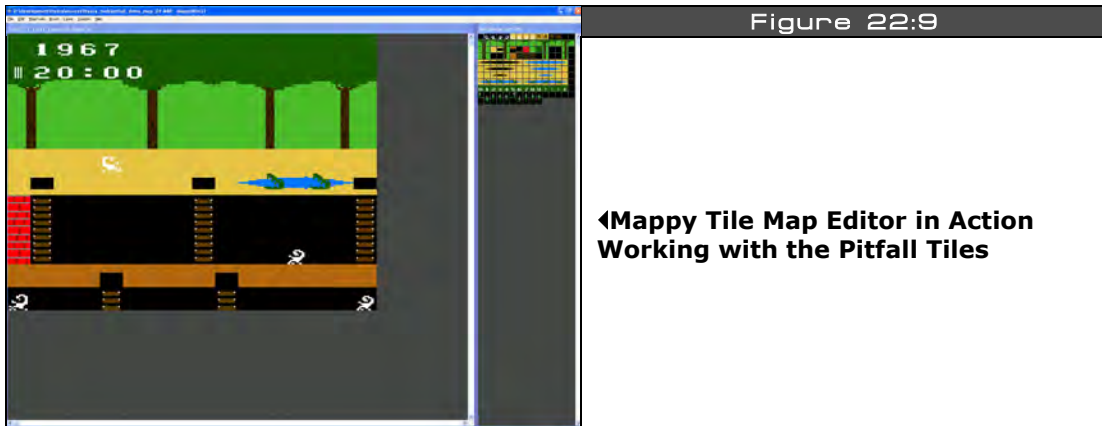 Figure 22:9
1967
20:00
◀Mappy Tile Map Editor in Action
Working with the Pitfall Tiles